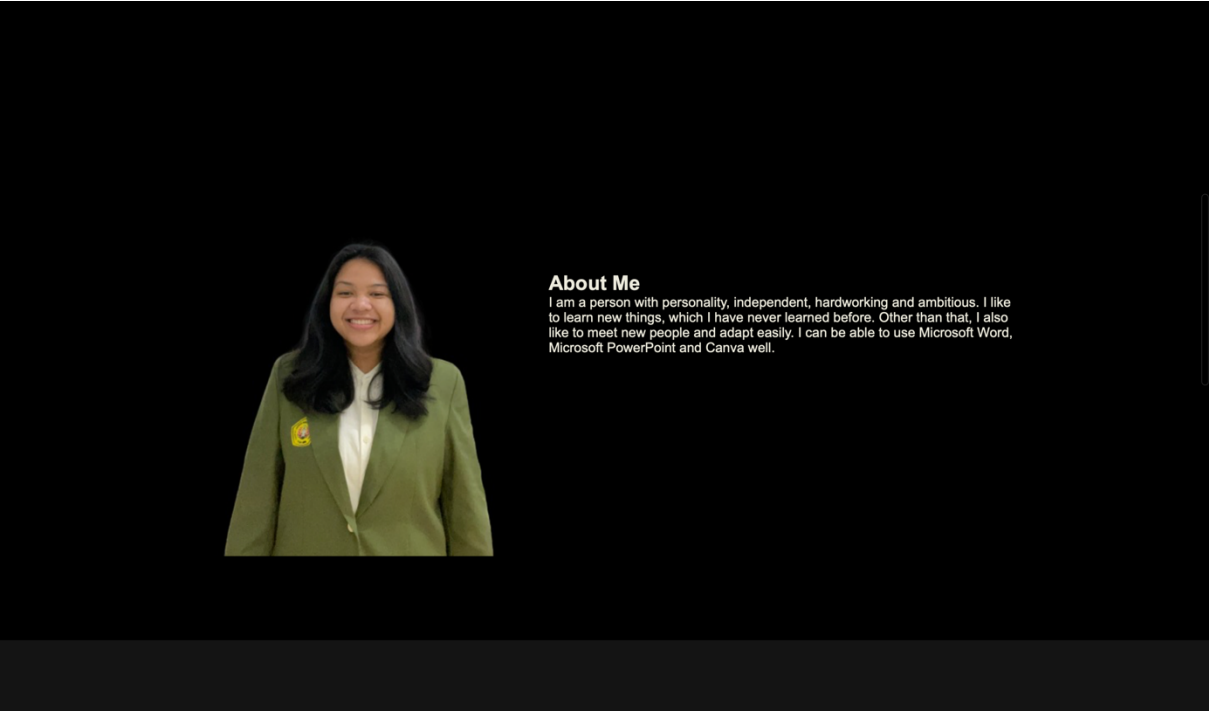 About Me
I am a person with personality, independent, hardworking and ambitious. I like
to learn new things, which I have never learned before. Other than that, I also
like to meet new people and adapt easily. I can be able to use Microsoft Word,
Microsoft PowerPoint and Canva well.